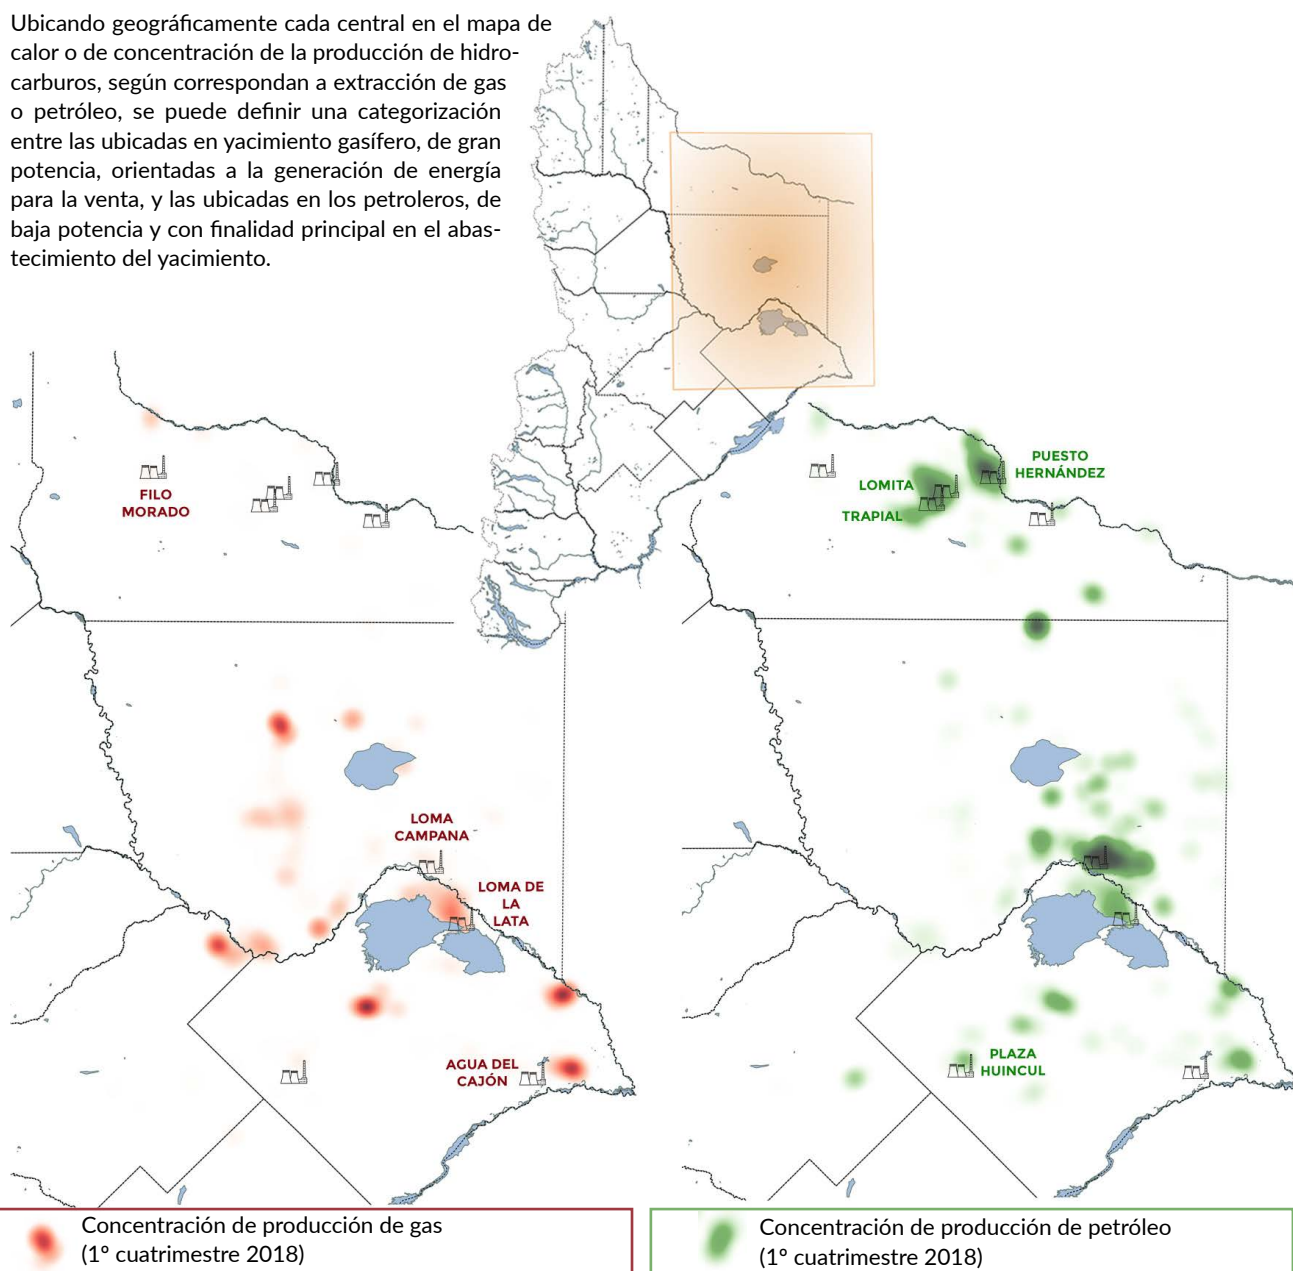 Ubicando geográficamente cada central en el mapa de
calor o de concentración de la producción de hidro-
carburos, según correspondan a extracción de gas
o petróleo, se puede definir una categorización
entre las ubicadas en yacimiento gasífero, de gran
potencia, orientadas a la generación de energía
para la venta, y las ubicadas en los petroleros, de
baja potencia y con finalidad principal en el abas-
tecimiento del yacimiento.
FILO
MORADO
LOMA
CAMPANA
LOMA DE
LA
LATA
AGUA DEL
CAJÓN
PUESTO
HERNÁNDEZ
LOMITA
TRAPIAL
PLAZA
HUINCUL
Concentración de producción de gas
(1º cuatrimestre 2018)
Concentración de producción de petróleo
(1º cuatrimestre 2018)